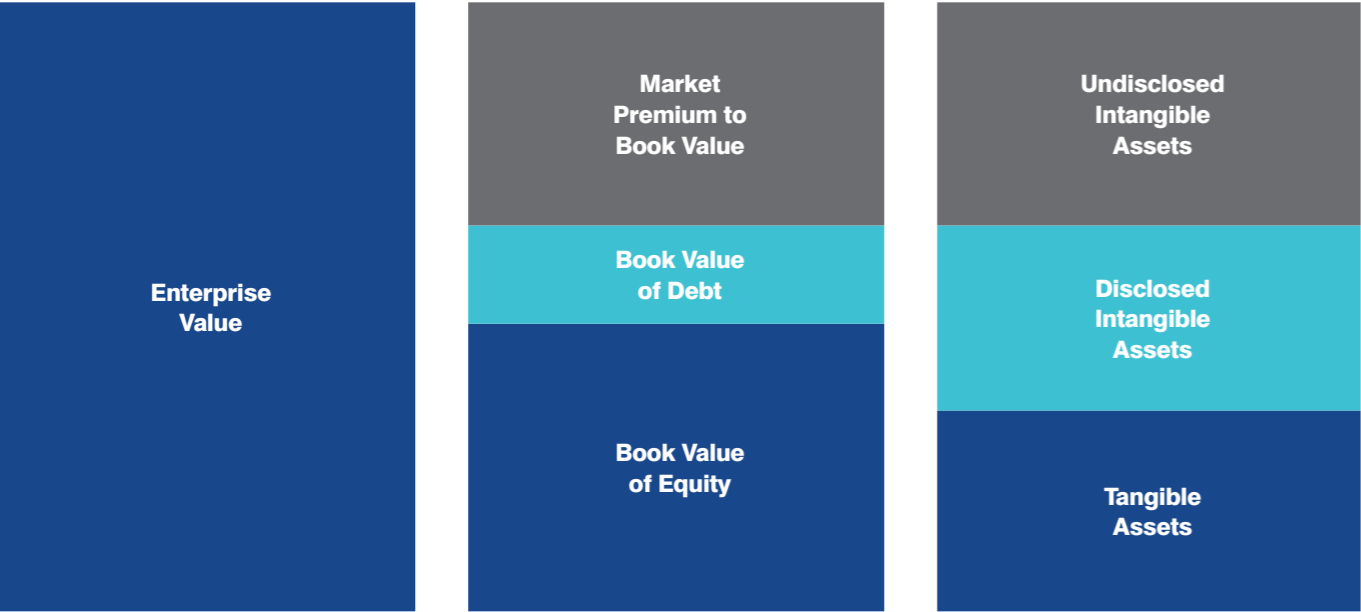 Enterprise
Value
Market
Premium to
Book Value
Book Value
of Debt
Book Value
of Equity
Undisclosed
Intangible
Assets
Disclosed
Intangible
Assets
Tangible
Assets